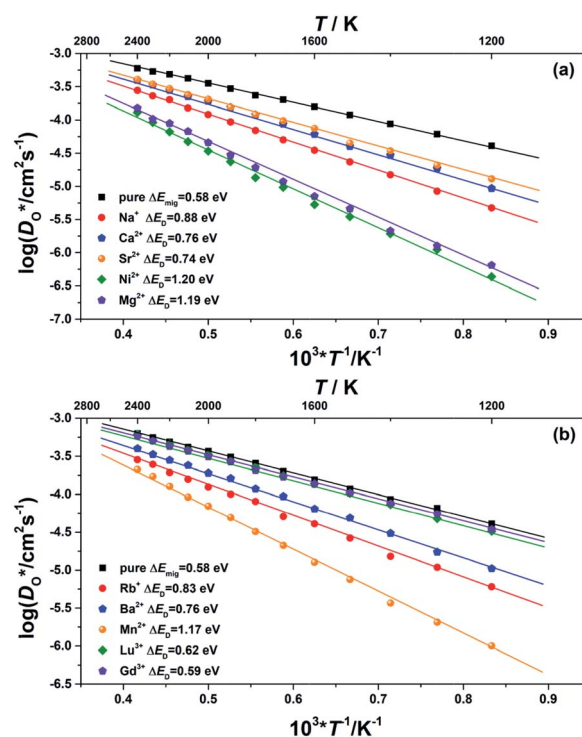 T / K
2800 2400 2000 1600 1200
-3.0
(a)
-3.5
-4.0
-4.5
-5.0
-5.5
-6.0
-6.5
-7.0
log(D_O*/cm²s⁻¹)
pure ΔE_mig=0.58 eV
Na⁺ ΔE_D=0.88 eV
Ca²⁺ ΔE_D=0.76 eV
Sr²⁺ ΔE_D=0.74 eV
Ni²⁺ ΔE_D=1.20 eV
Mg²⁺ ΔE_D=1.19 eV
0.4 0.5 0.6 0.7 0.8 0.9
10³*T⁻¹/K⁻¹
T / K
2800 2400 2000 1600 1200
-3.0
(b)
-3.5
-4.0
-4.5
-5.0
-5.5
-6.0
-6.5
log(D_O*/cm²s⁻¹)
pure ΔE_mig=0.58 eV
Rb⁺ ΔE_D=0.83 eV
Ba²⁺ ΔE_D=0.76 eV
Mn²⁺ ΔE_D=1.17 eV
Lu³⁺ ΔE_D=0.62 eV
Gd³⁺ ΔE_D=0.59 eV
0.4 0.5 0.6 0.7 0.8 0.9
10³*T⁻¹/K⁻¹